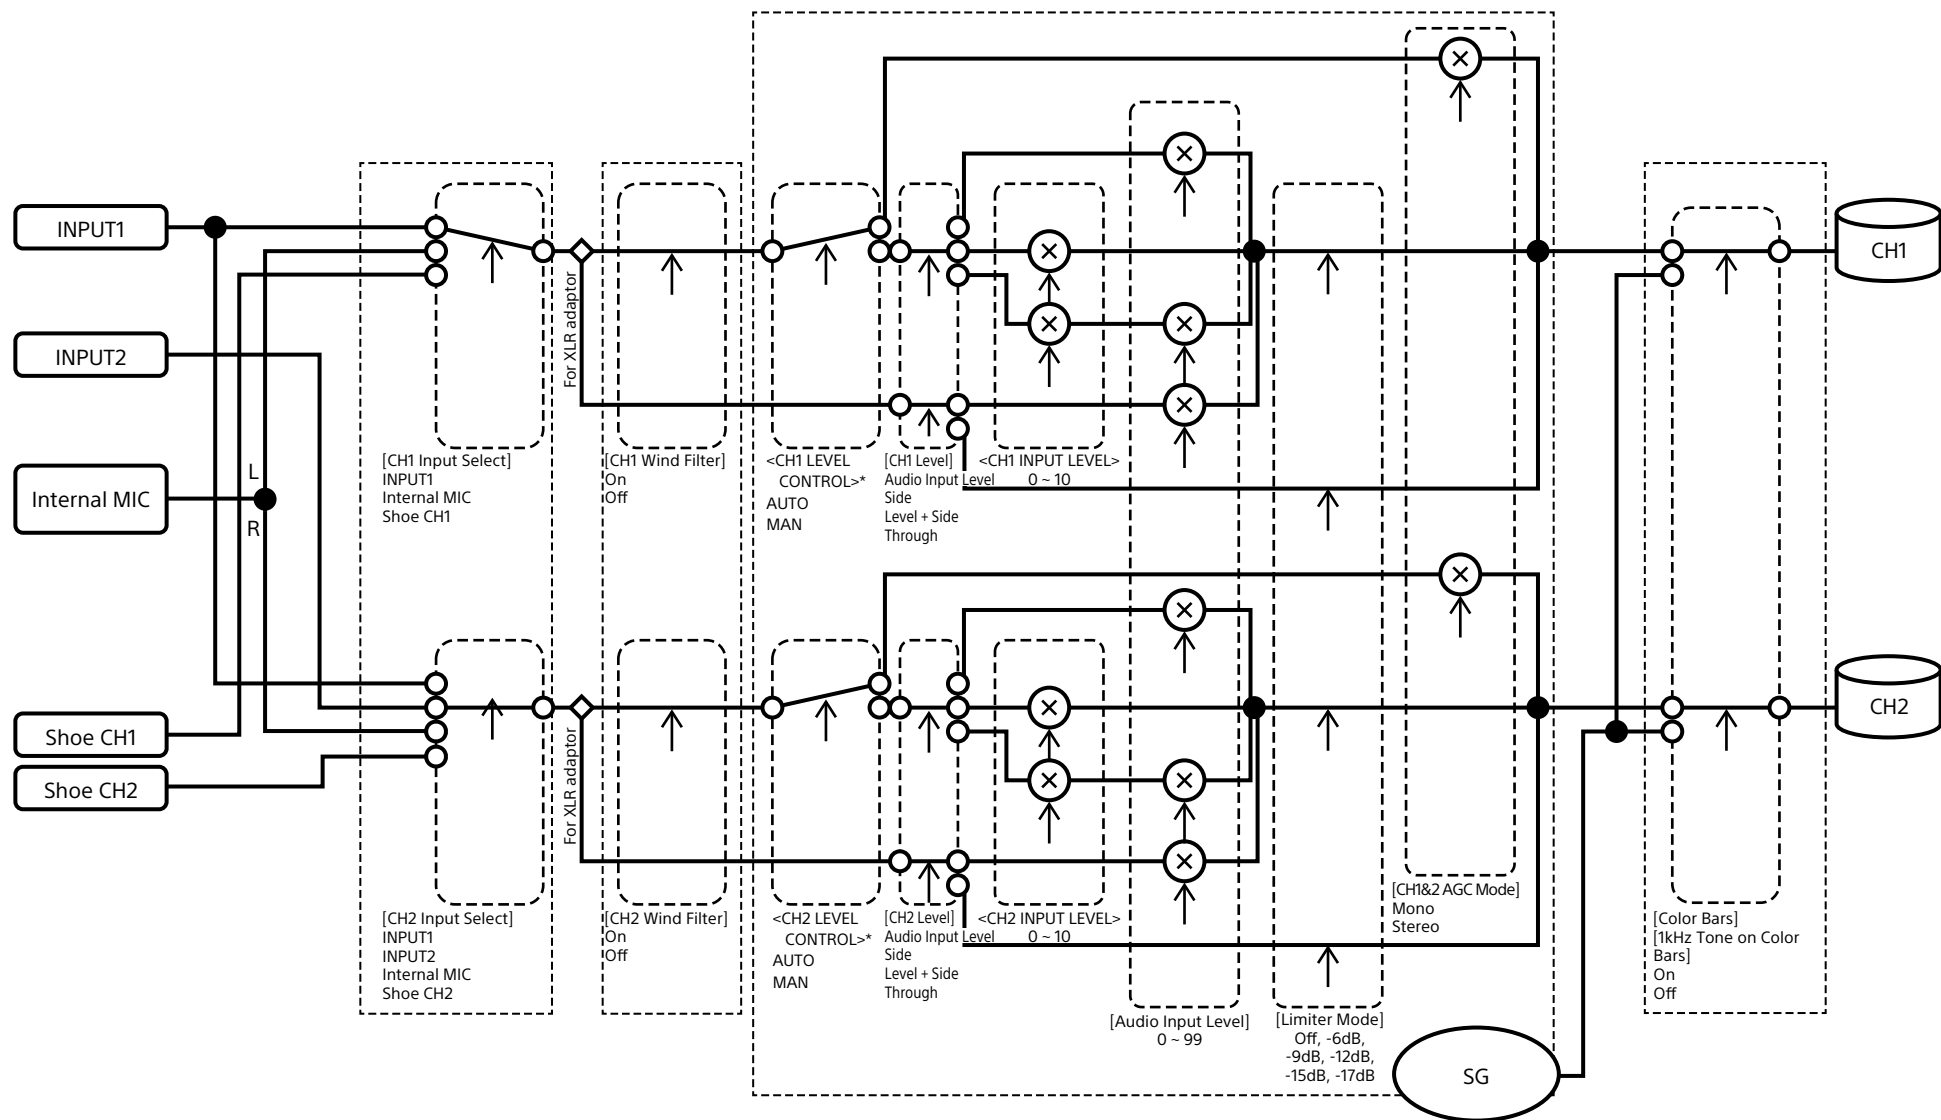 INPUT1
INPUT2
Internal MIC
L
R
Shoe CH1
Shoe CH2
[CH1 Input Select]
INPUT1
Internal MIC
Shoe CH1
For XLR adaptor
[CH1 Wind Filter]
On
Off
<CH1 LEVEL
CONTROL>*
AUTO
MAN
[CH1 Level]
Audio Input Level
Side
Level + Side
Through
<CH1 INPUT LEVEL>
0 ~ 10
CH1
[CH2 Input Select]
INPUT1
INPUT2
Internal MIC
Shoe CH2
For XLR adaptor
[CH2 Wind Filter]
On
Off
<CH2 LEVEL
CONTROL>*
AUTO
MAN
[CH2 Level]
Audio Input Level
Side
Level + Side
Through
<CH2 INPUT LEVEL>
0 ~ 10
[Audio Input Level]
0 ~ 99
[Limiter Mode]
Off, -6dB,
-9dB, -12dB,
-15dB, -17dB
[CH1&2 AGC Mode]
Mono
Stereo
SG
[Color Bars]
[1kHz Tone on Color
Bars]
On
Off
CH2